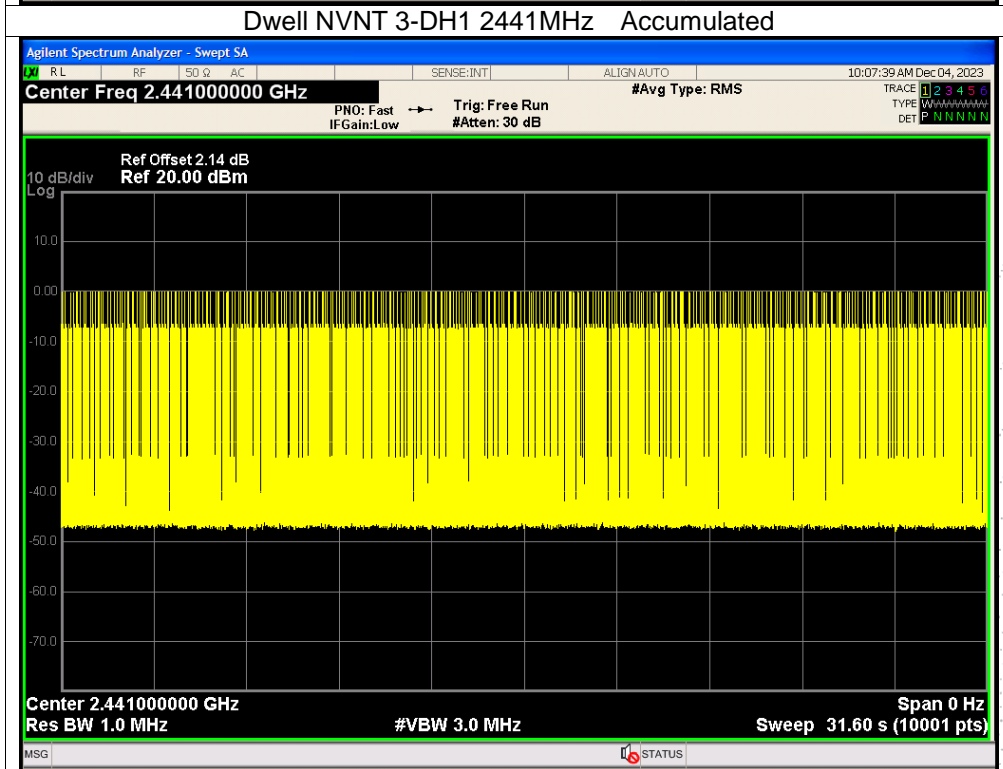 Dwell NVNT 3-DH1 2441MHz Accumulated
Agilent Spectrum Analyzer - Swept SA
LXI RL RF 50 Ω AC SENSE:INT ALIGN AUTO 10:07:39 AM Dec 04, 2023
Center Freq 2.441000000 GHz #Avg Type: RMS TRACE 1 2 3 4 5 6
PNO: Fast Trig: Free Run TYPE W
IFGain:Low #Atten: 30 dB DET P N N N N N
Ref Offset 2.14 dB
10 dB/div Ref 20.00 dBm
Log
10.0
0.00
-10.0
-20.0
-30.0
-40.0
-50.0
-60.0
-70.0
Center 2.441000000 GHz Span 0 Hz
Res BW 1.0 MHz #VBW 3.0 MHz Sweep 31.60 s (10001 pts)
MSG STATUS